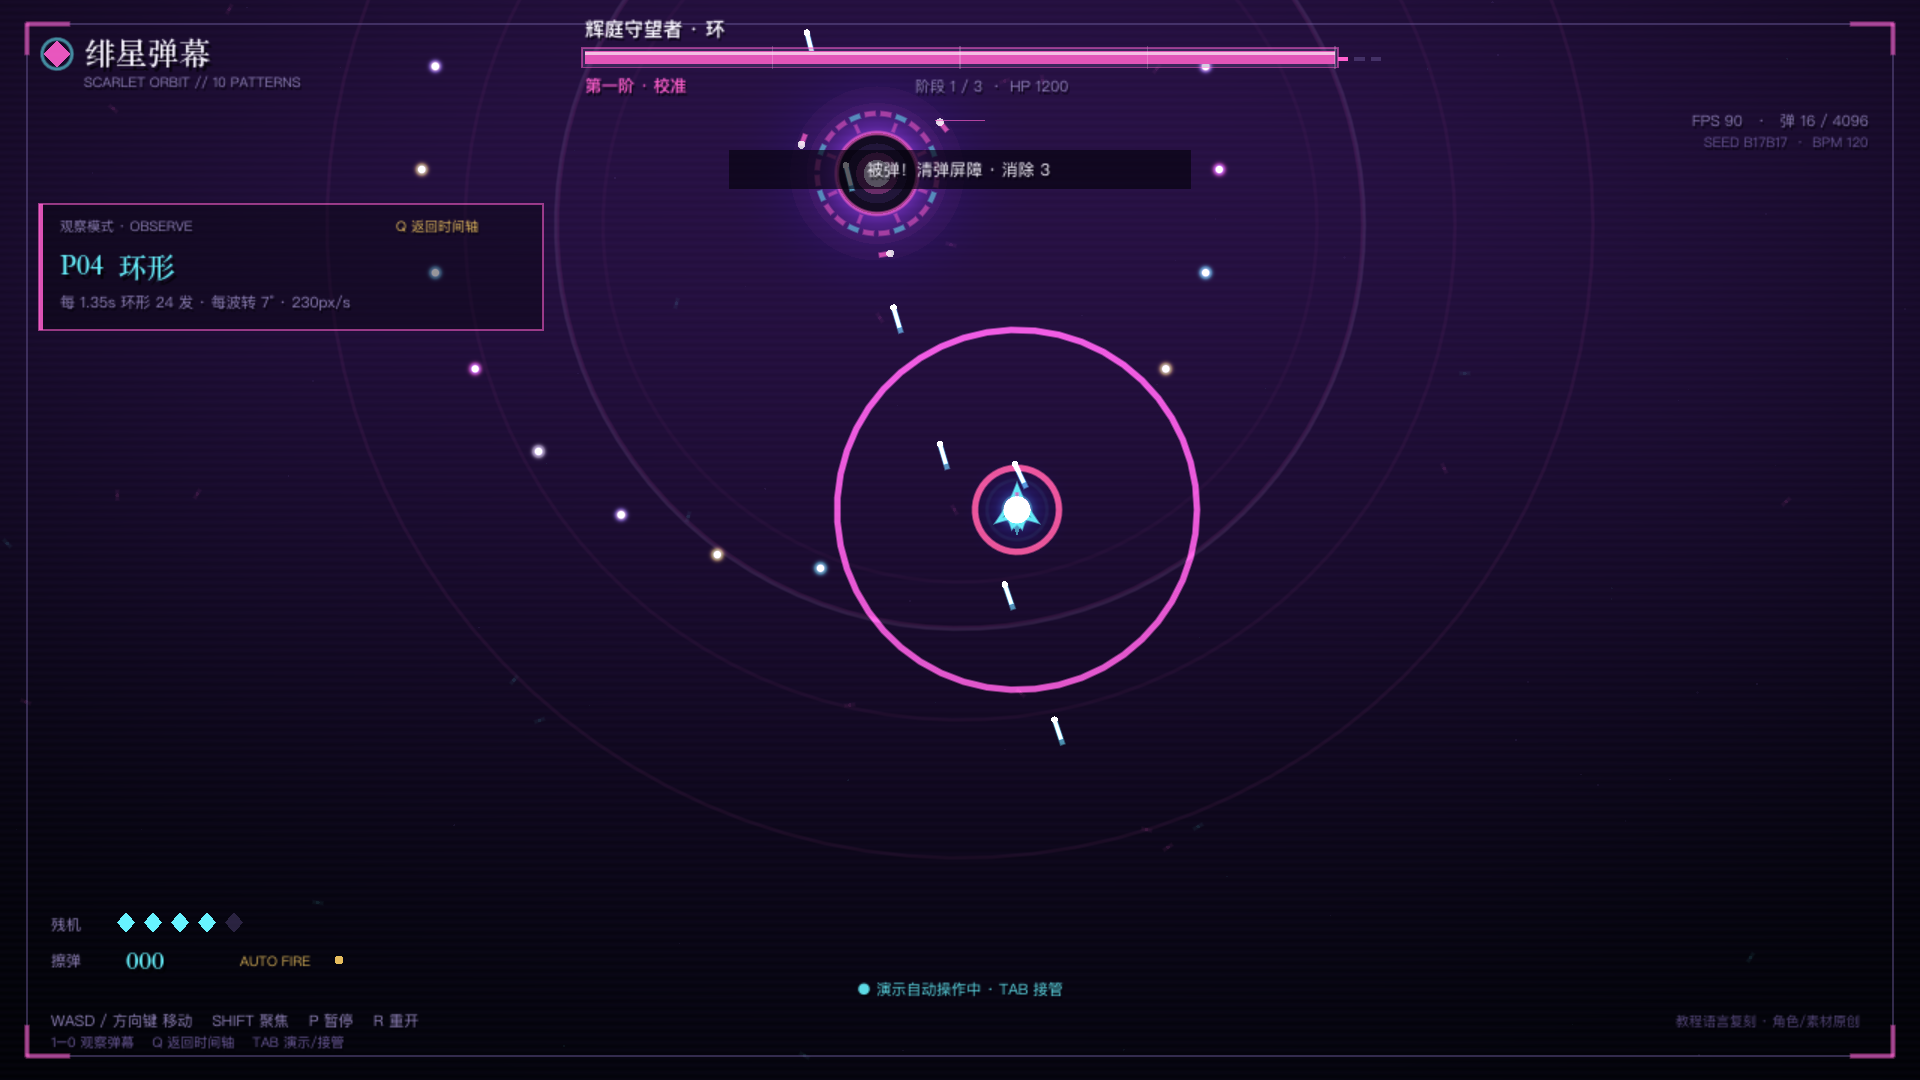 绯星弹幕
SCARLET ORBIT // 10 PATTERNS
辉庭守望者 · 环
第一阶 · 校准
阶段 1 / 3 · HP 1200
FPS 90 · 弹 16 / 4096
SEED B17B17 · BPM 120
被弹! 清弹屏障 · 消除 3
观察模式 · OBSERVE
Q 返回时间轴
P04 环形
每 1.35s 环形 24 发 · 每波转 7° · 230px/s
残机
擦弹 000 AUTO FIRE
演示自动操作中 · TAB 接管
WASD / 方向键 移动 SHIFT 聚焦 P 暂停 R 重开
1—0 观察弹幕 Q 返回时间轴 TAB 演示/接管
教程语言复刻 · 角色/素材原创